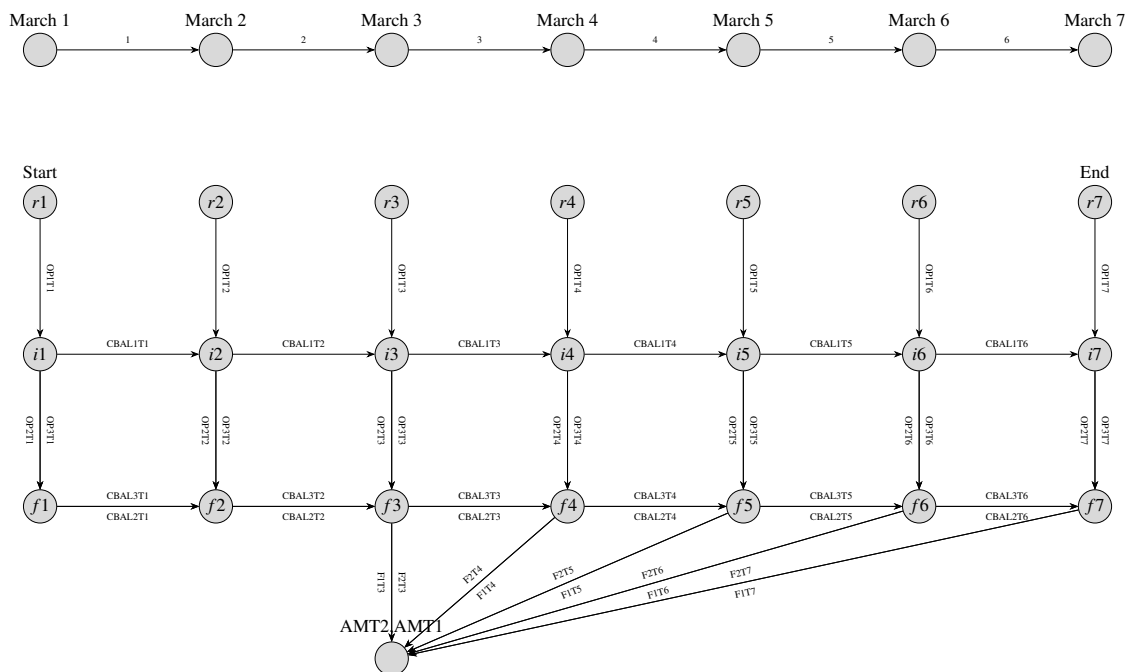 March 1 March 2 March 3 March 4 March 5 March 6 March 7
1 2 3 4 5 6
Start End
r1 r2 r3 r4 r5 r6 r7
OP1T1 OP1T2 OP1T3 OP1T4 OP1T5 OP1T6 OP1T7
CBAL1T1 CBAL1T2 CBAL1T3 CBAL1T4 CBAL1T5 CBAL1T6
i1 i2 i3 i4 i5 i6 i7
OP2T1 OP3T1 OP2T2 OP3T2 OP2T3 OP3T3 OP2T4 OP3T4 OP2T5 OP3T5 OP2T6 OP3T6 OP2T7 OP3T7
CBAL3T1 CBAL3T2 CBAL3T3 CBAL3T4 CBAL3T5 CBAL3T6
f1 f2 f3 f4 f5 f6 f7
CBAL2T1 CBAL2T2 CBAL2T3 CBAL2T4 CBAL2T5 CBAL2T6
F1T3 F2T3 F2T4 F2T5 F2T6 F2T7
F1T4 F1T5 F1T6 F1T7
AMT2 AMT1